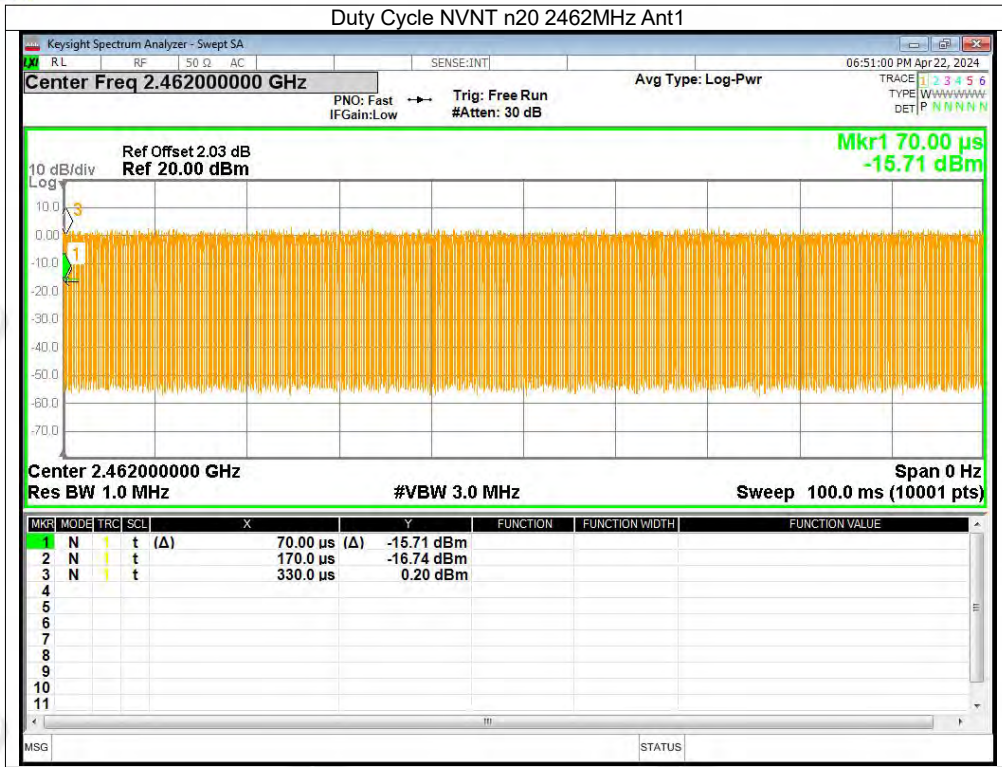 Duty Cycle NVNT n20 2462MHz Ant1
Keysight Spectrum Analyzer - Swept SA
LXI RL RF 50 Ω AC SENSE:INT 06:51:00 PM Apr 22, 2024
Center Freq 2.462000000 GHz Avg Type: Log-Pwr TRACE 1 2 3 4 5 6
PNO: Fast Trig: Free Run TYPE WWWWWW
IFGain:Low #Atten: 30 dB DET P N N N N N
Mkr1 70.00 µs
-15.71 dBm
Ref Offset 2.03 dB
10 dB/div Ref 20.00 dBm
Log
10.0
3
0.00
1
-10.0
-20.0
-30.0
-40.0
-50.0
-60.0
-70.0
Center 2.462000000 GHz Span 0 Hz
Res BW 1.0 MHz #VBW 3.0 MHz Sweep 100.0 ms (10001 pts)
MKR MODE TRC SCL X Y FUNCTION FUNCTION WIDTH FUNCTION VALUE
1 N 1 t (Δ) 70.00 µs (Δ) -15.71 dBm
2 N 1 t 170.0 µs -16.74 dBm
3 N 1 t 330.0 µs 0.20 dBm
4
5
6
7
8
9
10
11
MSG STATUS